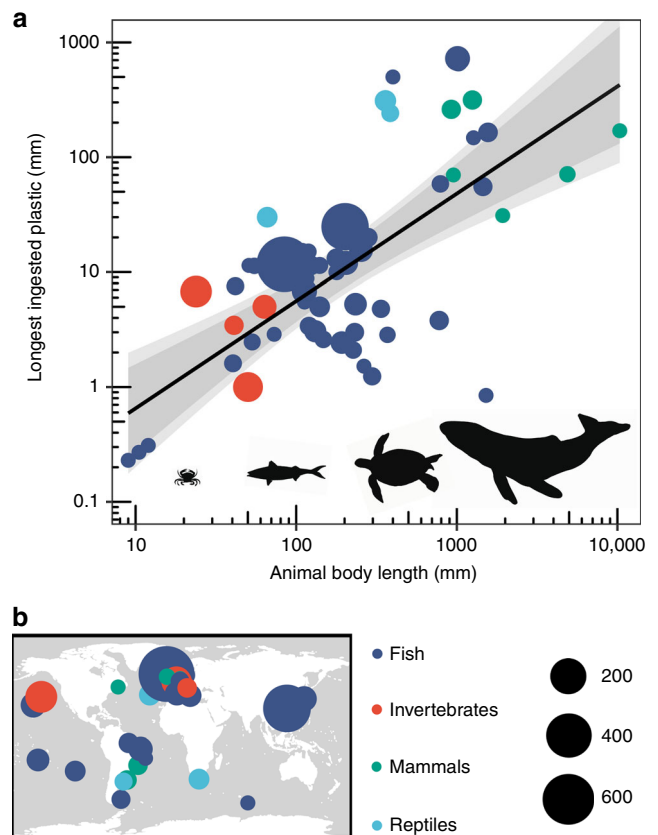 a
Longest ingested plastic (mm)
1000
100
10
1
0.1
10 100 1000 10,000
Animal body length (mm)
b
Fish
Invertebrates
Mammals
Reptiles
200
400
600